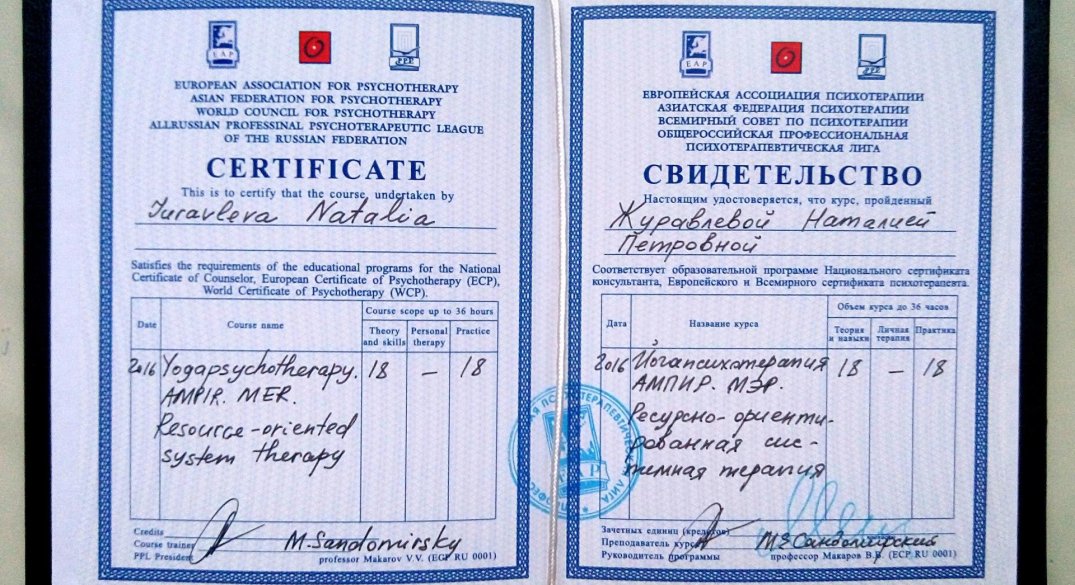 EAP
PPL
EUROPEAN ASSOCIATION FOR PSYCHOTHERAPY
ASIAN FEDERATION FOR PSYCHOTHERAPY
WORLD COUNCIL FOR PSYCHOTHERAPY
ALLRUSSIAN PROFESSINAL PSYCHOTERAPEUTIC LEAGUE
OF THE RUSSIAN FEDERATION
CERTIFICATE
This is to certify that the course, undertaken by
Iuravleva Natalia
Satisfies the requirements of the educational programs for the National
Certificate of Counselor, European Certificate of Psychotherapy (ECP),
World Certificate of Psychotherapy (WCP).
Date Course name Course scope up to 36 hours
Theory and skills Personal therapy Practice
2016 Yogapsychotherapy. 18 – 18
AMPIR. MER.
Resource-oriented
system therapy
Credits
Course trainer M. Sandomirsky
PPL President professor Makarov V.V. (ECP RU 0001)
EAP
PPL
ЕВРОПЕЙСКАЯ АССОЦИАЦИЯ ПСИХОТЕРАПИИ
АЗИАТСКАЯ ФЕДЕРАЦИЯ ПСИХОТЕРАПИИ
ВСЕМИРНЫЙ СОВЕТ ПО ПСИХОТЕРАПИИ
ОБЩЕРОССИЙСКАЯ ПРОФЕССИОНАЛЬНАЯ
ПСИХОТЕРАПЕВТИЧЕСКАЯ ЛИГА
СВИДЕТЕЛЬСТВО
Настоящим удостоверяется, что курс, пройденный
Журавлевой Наталией
Петровной
Соответствует образовательной программе Национального сертификата
консультанта, Европейского и Всемирного сертификата психотерапевта.
Дата Название курса Объем курса до 36 часов
Теория и навыки Личная терапия Практика
2016 Йогапсихотерапия 18 – 18
АМПИР. МЭР.
Ресурсно-ориенти-
рованная сис-
темная терапия
Зачетных единиц (кредитов)
Преподаватель курса М.Е. Сандомирский
Руководитель программы профессор Макаров В.В. (ECP RU 0001)